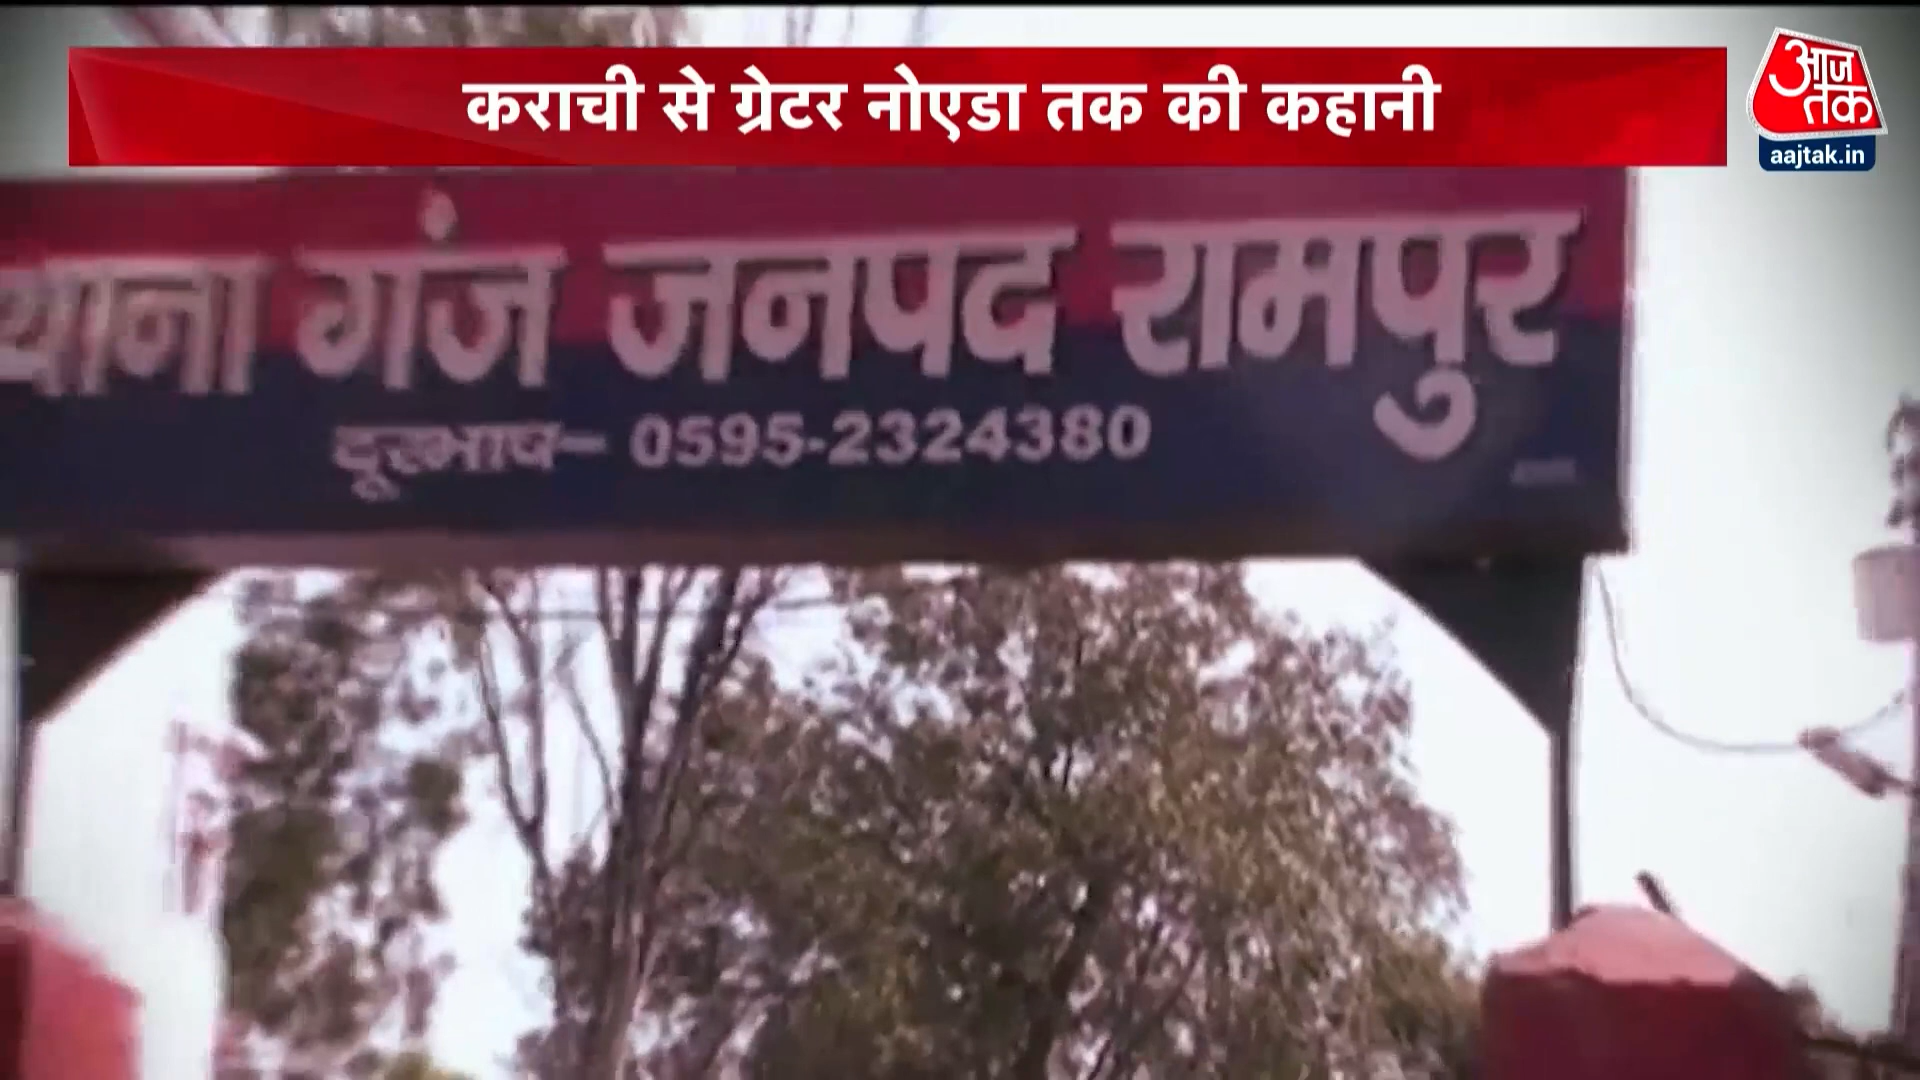 कराची से ग्रेटर नोएडा तक की कहानी
आज
तक
aajtak.in
थाना गंज जनपद रामपुर
दूरभाष- 0595-2324380